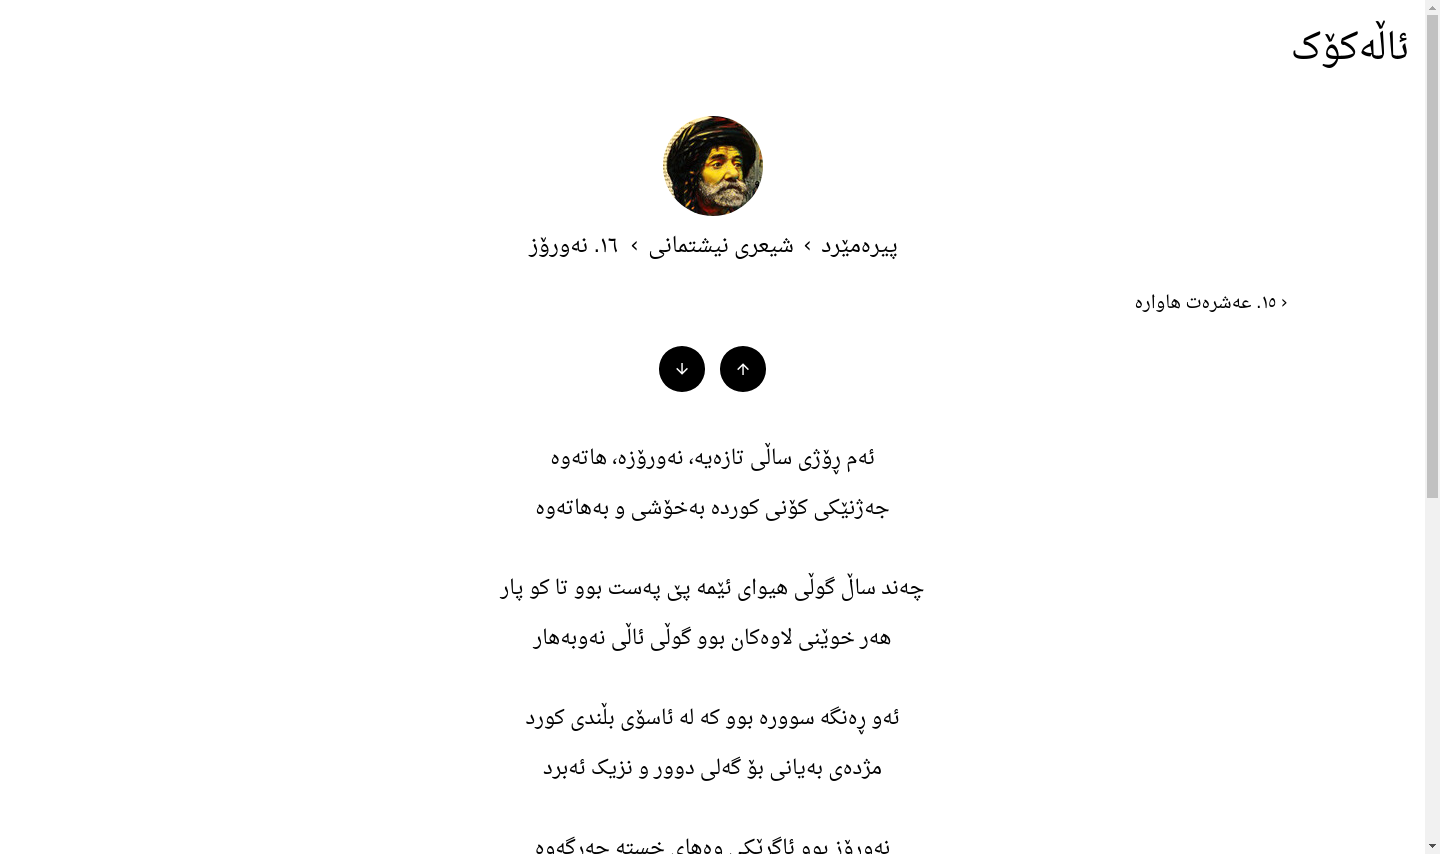 ئاڵەکۆک
پیرەمێرد › شیعری نیشتمانی › ١٦. نەورۆز
‹ ١٥. عەشرەت هاوارە
ئەم ڕۆژی ساڵی تازەیە، نەورۆزە، هاتەوە
جەژنێکی کۆنی کوردە بەخۆشی و بەهاتەوە
چەند ساڵ گوڵی هیوای ئێمە پێ پەست بوو تا کو پار
هەر خوێنی لاوەکان بوو گوڵی ئاڵی نەوبەهار
ئەو ڕەنگە سوورە بوو کە لە ئاسۆی بڵندی کورد
مژدەی بەیانی بۆ گەلی دوور و نزیک ئەبرد
نەورۆز بوو ئاگرێکی وەهای خستە جەرگەوە